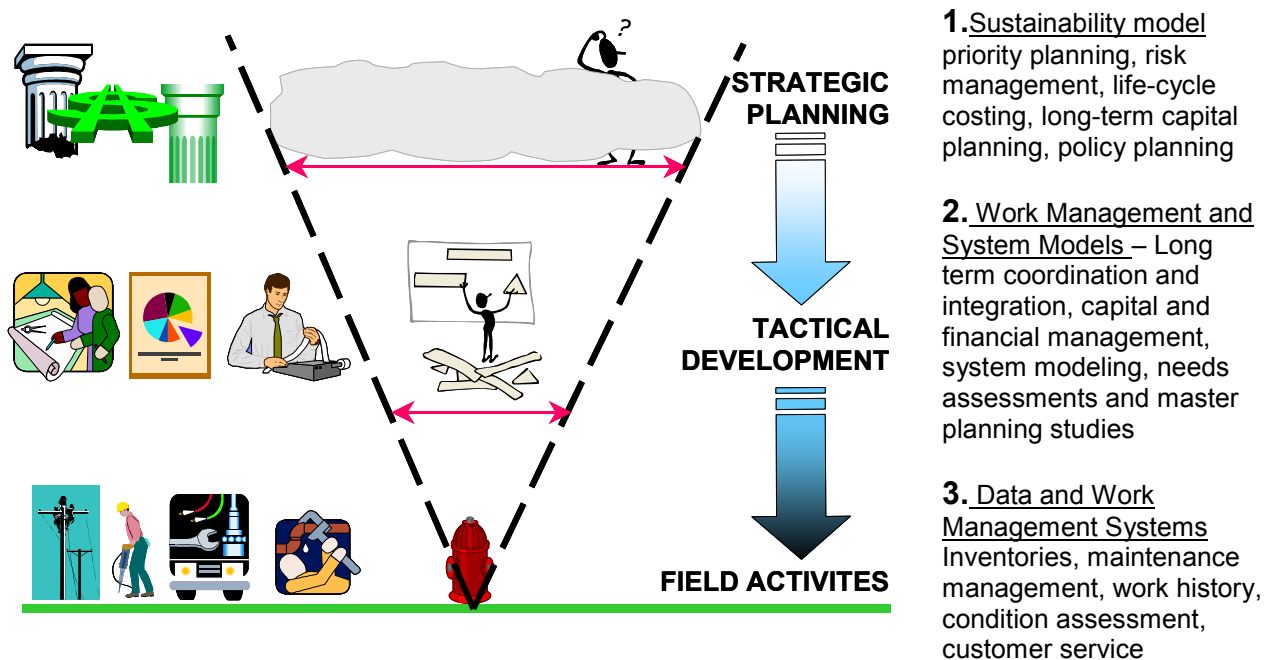 ?
STRATEGIC
PLANNING
TACTICAL
DEVELOPMENT
FIELD ACTIVITES
1.Sustainability model
priority planning, risk
management, life-cycle
costing, long-term capital
planning, policy planning
2. Work Management and
System Models – Long
term coordination and
integration, capital and
financial management,
system modeling, needs
assessments and master
planning studies
3. Data and Work
Management Systems
Inventories, maintenance
management, work history,
condition assessment,
customer service